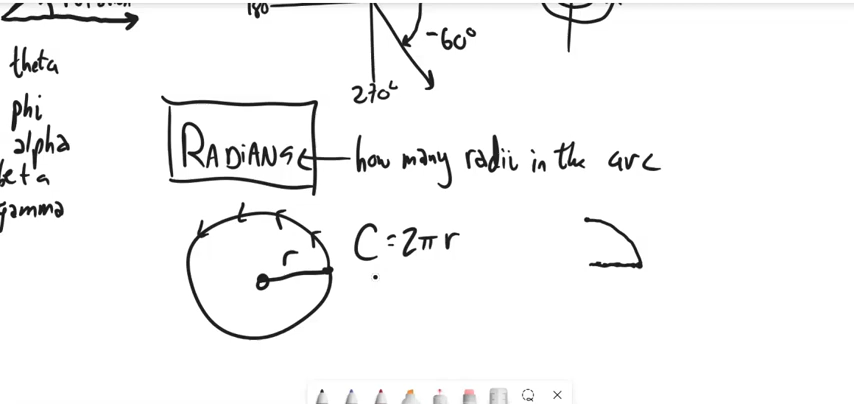 180
-60°
theta
270°
phi
alpha
beta
gamma
RADIANS
how many radii in the arc
r
C = 2πr